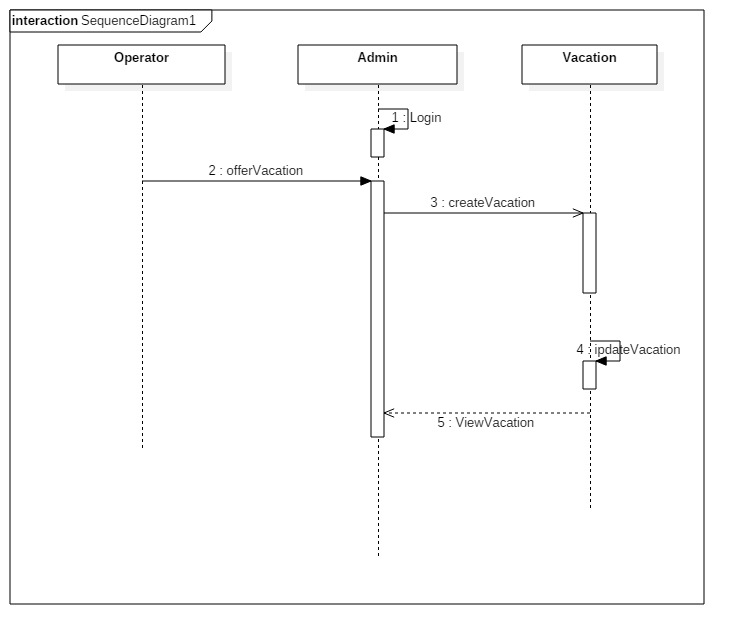 interaction SequenceDiagram1
Operator
Admin
Vacation
1 : Login
2 : offerVacation
3 : createVacation
4 : ipdateVacation
5 : ViewVacation